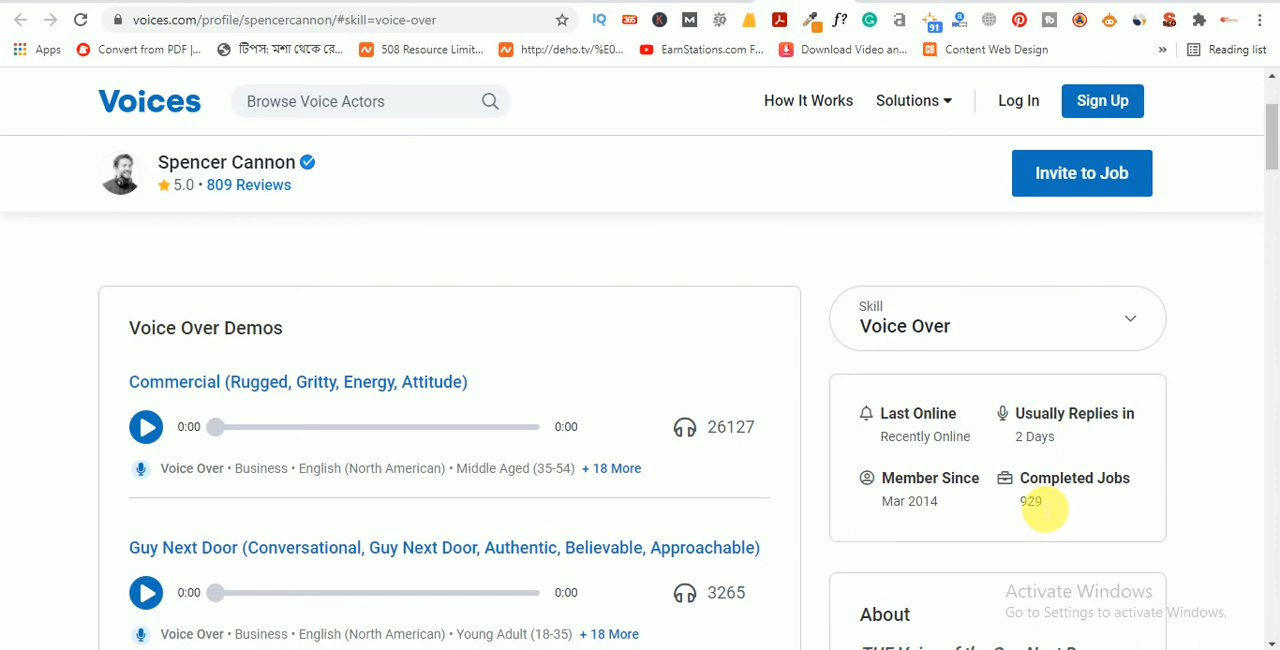 voices.com/profile/spencercannon/#skill=voice-over
IQ 365 K M f? a 91 tb S
Apps Convert from PDF |... টিপস: মশা থেকে রে... 508 Resource Limit... http://deho.tv/%E0... EarnStations.com F... Download Video an... Content Web Design » Reading list
Voices Browse Voice Actors How It Works Solutions Log In Sign Up
Spencer Cannon
5.0 • 809 Reviews
Invite to Job
Voice Over Demos
Commercial (Rugged, Gritty, Energy, Attitude)
0:00 0:00 26127
Voice Over • Business • English (North American) • Middle Aged (35-54) + 18 More
Guy Next Door (Conversational, Guy Next Door, Authentic, Believable, Approachable)
0:00 0:00 3265
Voice Over • Business • English (North American) • Young Adult (18-35) + 18 More
Skill
Voice Over
Last Online Usually Replies in
Recently Online 2 Days
Member Since Completed Jobs
Mar 2014 929
About
Activate Windows
Go to Settings to activate Windows.